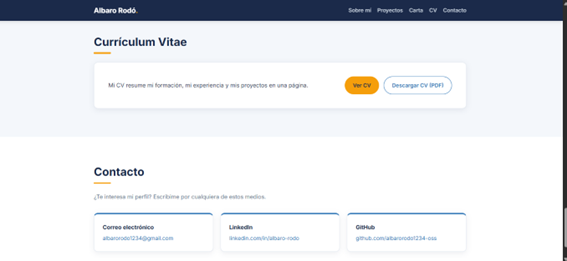 Albaro Rodó.
Sobre mí Proyectos Carta CV Contacto
Currículum Vitae
Mi CV resume mi formación, mi experiencia y mis proyectos en una página.
Ver CV
Descargar CV (PDF)
Contacto
¿Te interesa mi perfil? Escribime por cualquiera de estos medios.
Correo electrónico
albarorodo1234@gmail.com
LinkedIn
linkedin.com/in/albaro-rodo
GitHub
github.com/albarorodo1234-oss